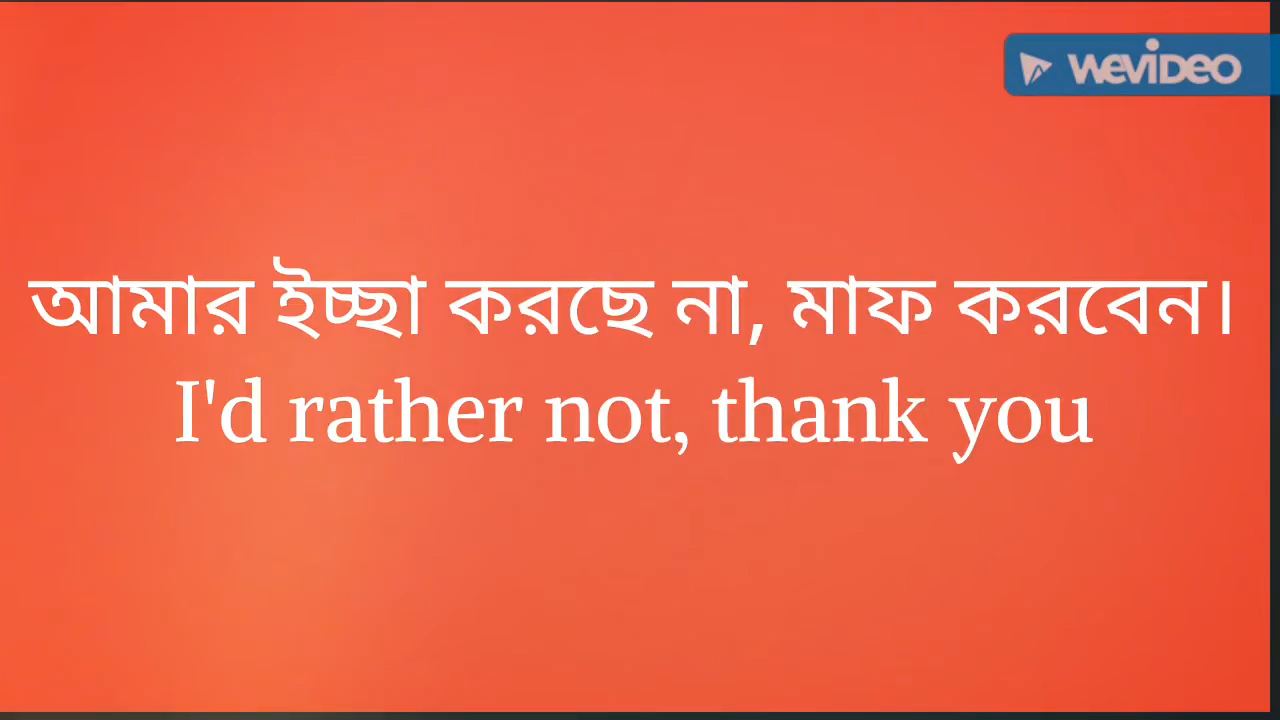 WEVIDEO
আমার ইচ্ছা করছে না, মাফ করবেন।
I'd rather not, thank you